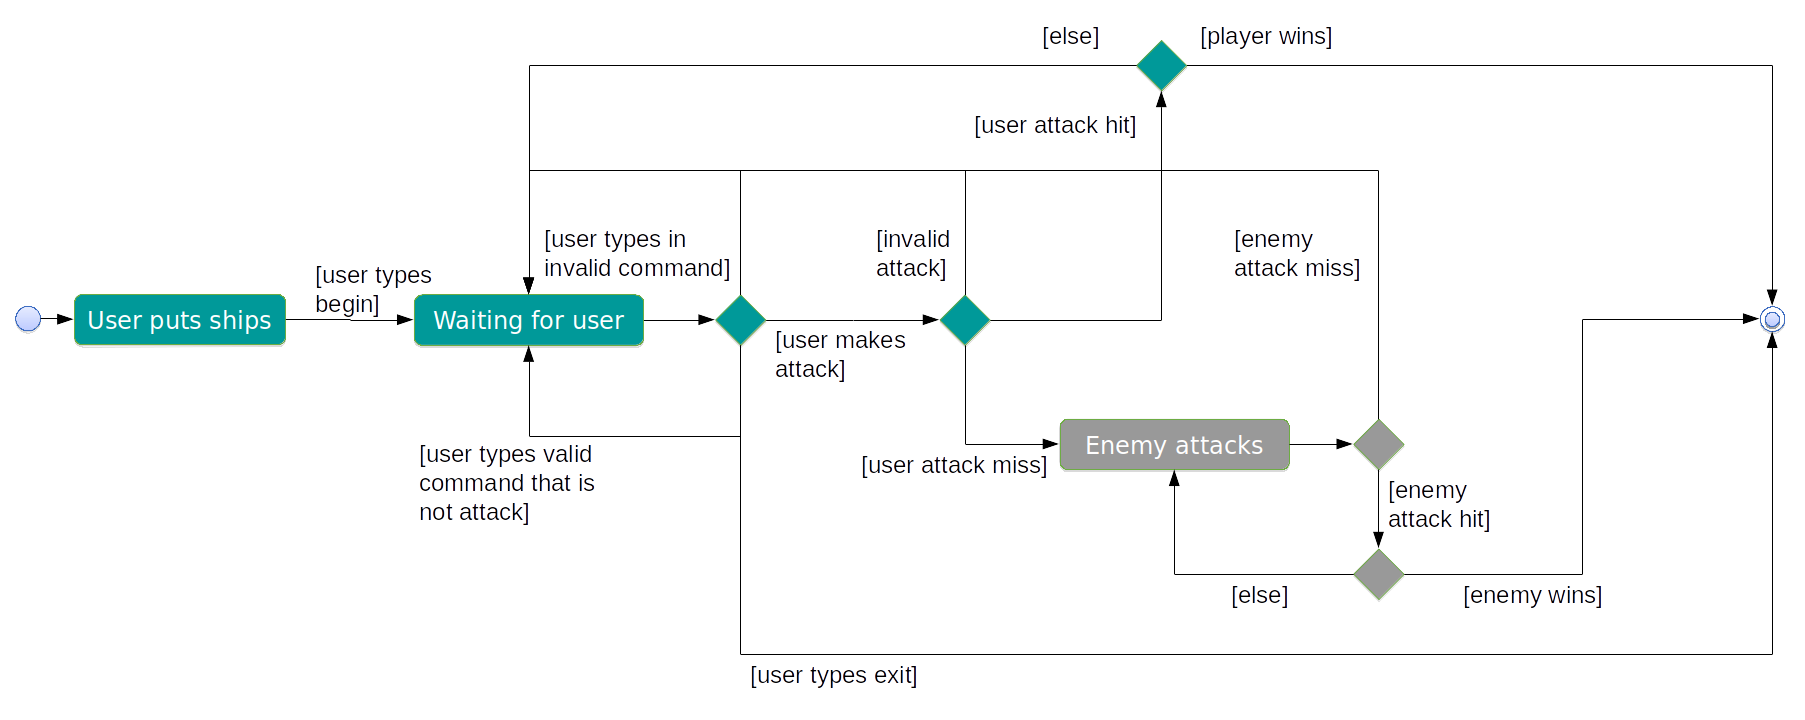 [else]
[player wins]
[user attack hit]
[user types in
invalid command]
[invalid
attack]
[enemy
attack miss]
[user types
begin]
User puts ships
Waiting for user
[user makes
attack]
[user types valid
command that is
not attack]
[user attack miss]
Enemy attacks
[enemy
attack hit]
[else]
[enemy wins]
[user types exit]